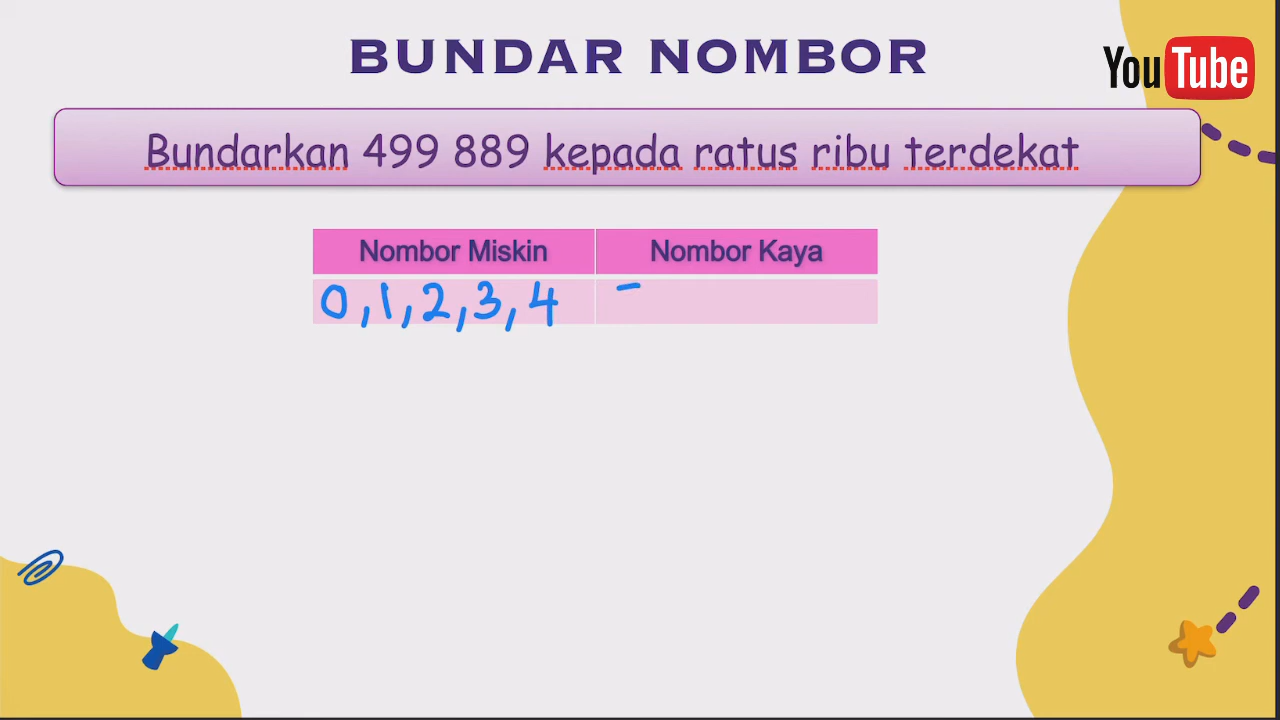 BUNDAR NOMBOR
YouTube
Bundarkan 499 889 kepada ratus ribu terdekat
Nombor Miskin Nombor Kaya
0,1,2,3,4